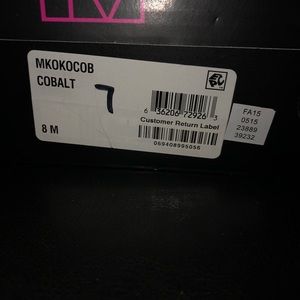 MKOKOCOB
COBALT
7
8 M
6 36206 72926 3
Customer Return Label
069408995056
FA15
0515
23889
39232